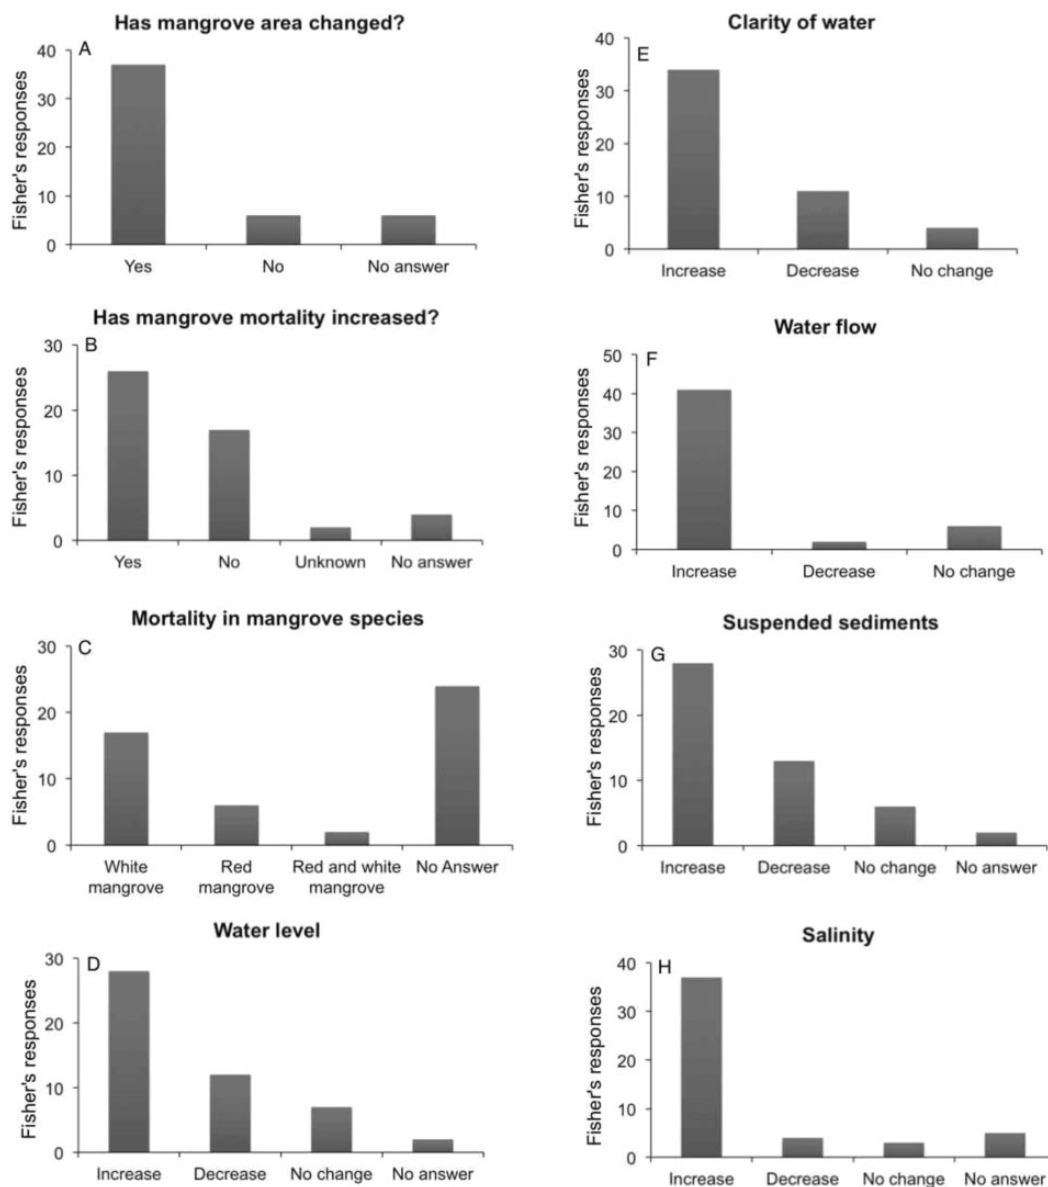 Has mangrove area changed?
A
Fisher's responses
40
30
20
10
0
Yes No No answer
Has mangrove mortality increased?
B
Fisher's responses
30
20
10
0
Yes No Unknown No answer
Mortality in mangrove species
C
Fisher's responses
30
20
10
0
White Red Red and white No Answer
mangrove mangrove mangrove
Water level
D
Fisher's responses
30
20
10
0
Increase Decrease No change No answer
Clarity of water
E
Fisher's responses
40
30
20
10
0
Increase Decrease No change
Water flow
F
Fisher's responses
50
40
30
20
10
0
Increase Decrease No change
Suspended sediments
G
Fisher's responses
30
20
10
0
Increase Decrease No change No answer
Salinity
H
Fisher's responses
40
30
20
10
0
Increase Decrease No change No answer